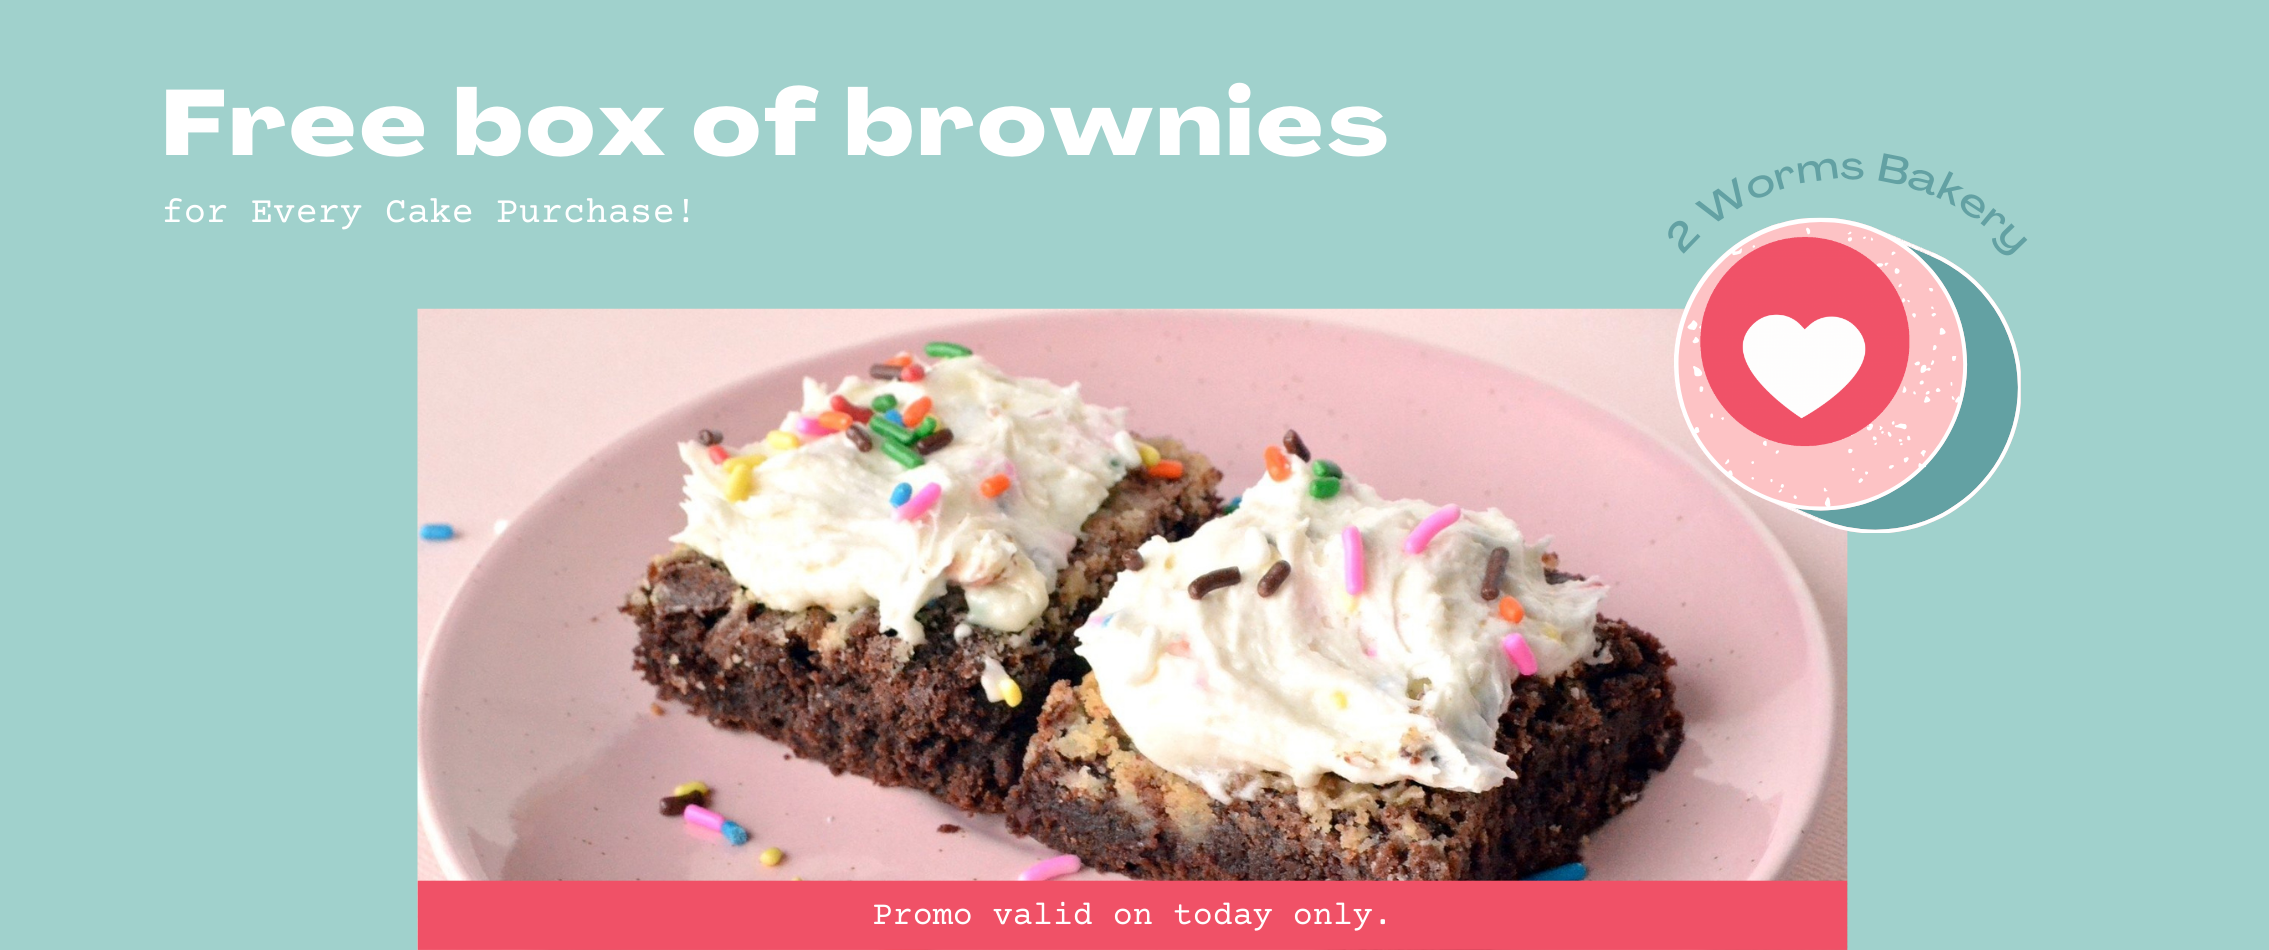 Free box of brownies
for Every Cake Purchase!
2 Worms Bakery
Promo valid on today only.